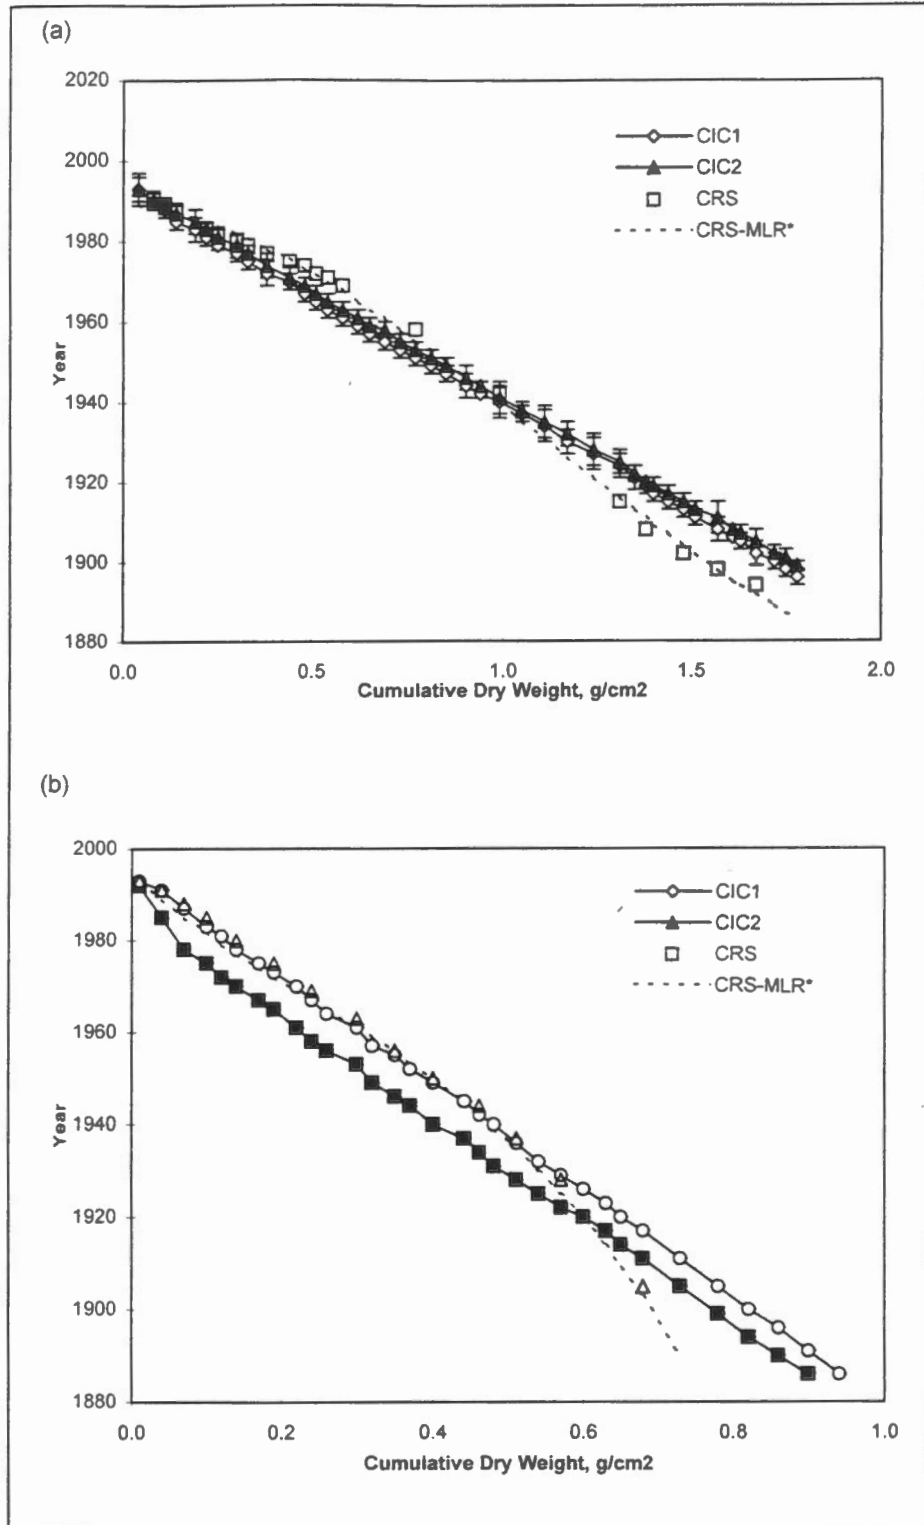 (a)
2020
2000
1980
1960
1940
1920
1900
1880
Year
0.0
0.5
1.0
1.5
2.0
Cumulative Dry Weight, g/cm2
CIC1
CIC2
CRS
CRS-MLR*
(b)
2000
1980
1960
1940
1920
1900
1880
Year
0.0
0.2
0.4
0.6
0.8
1.0
Cumulative Dry Weight, g/cm2
CIC1
CIC2
CRS
CRS-MLR*